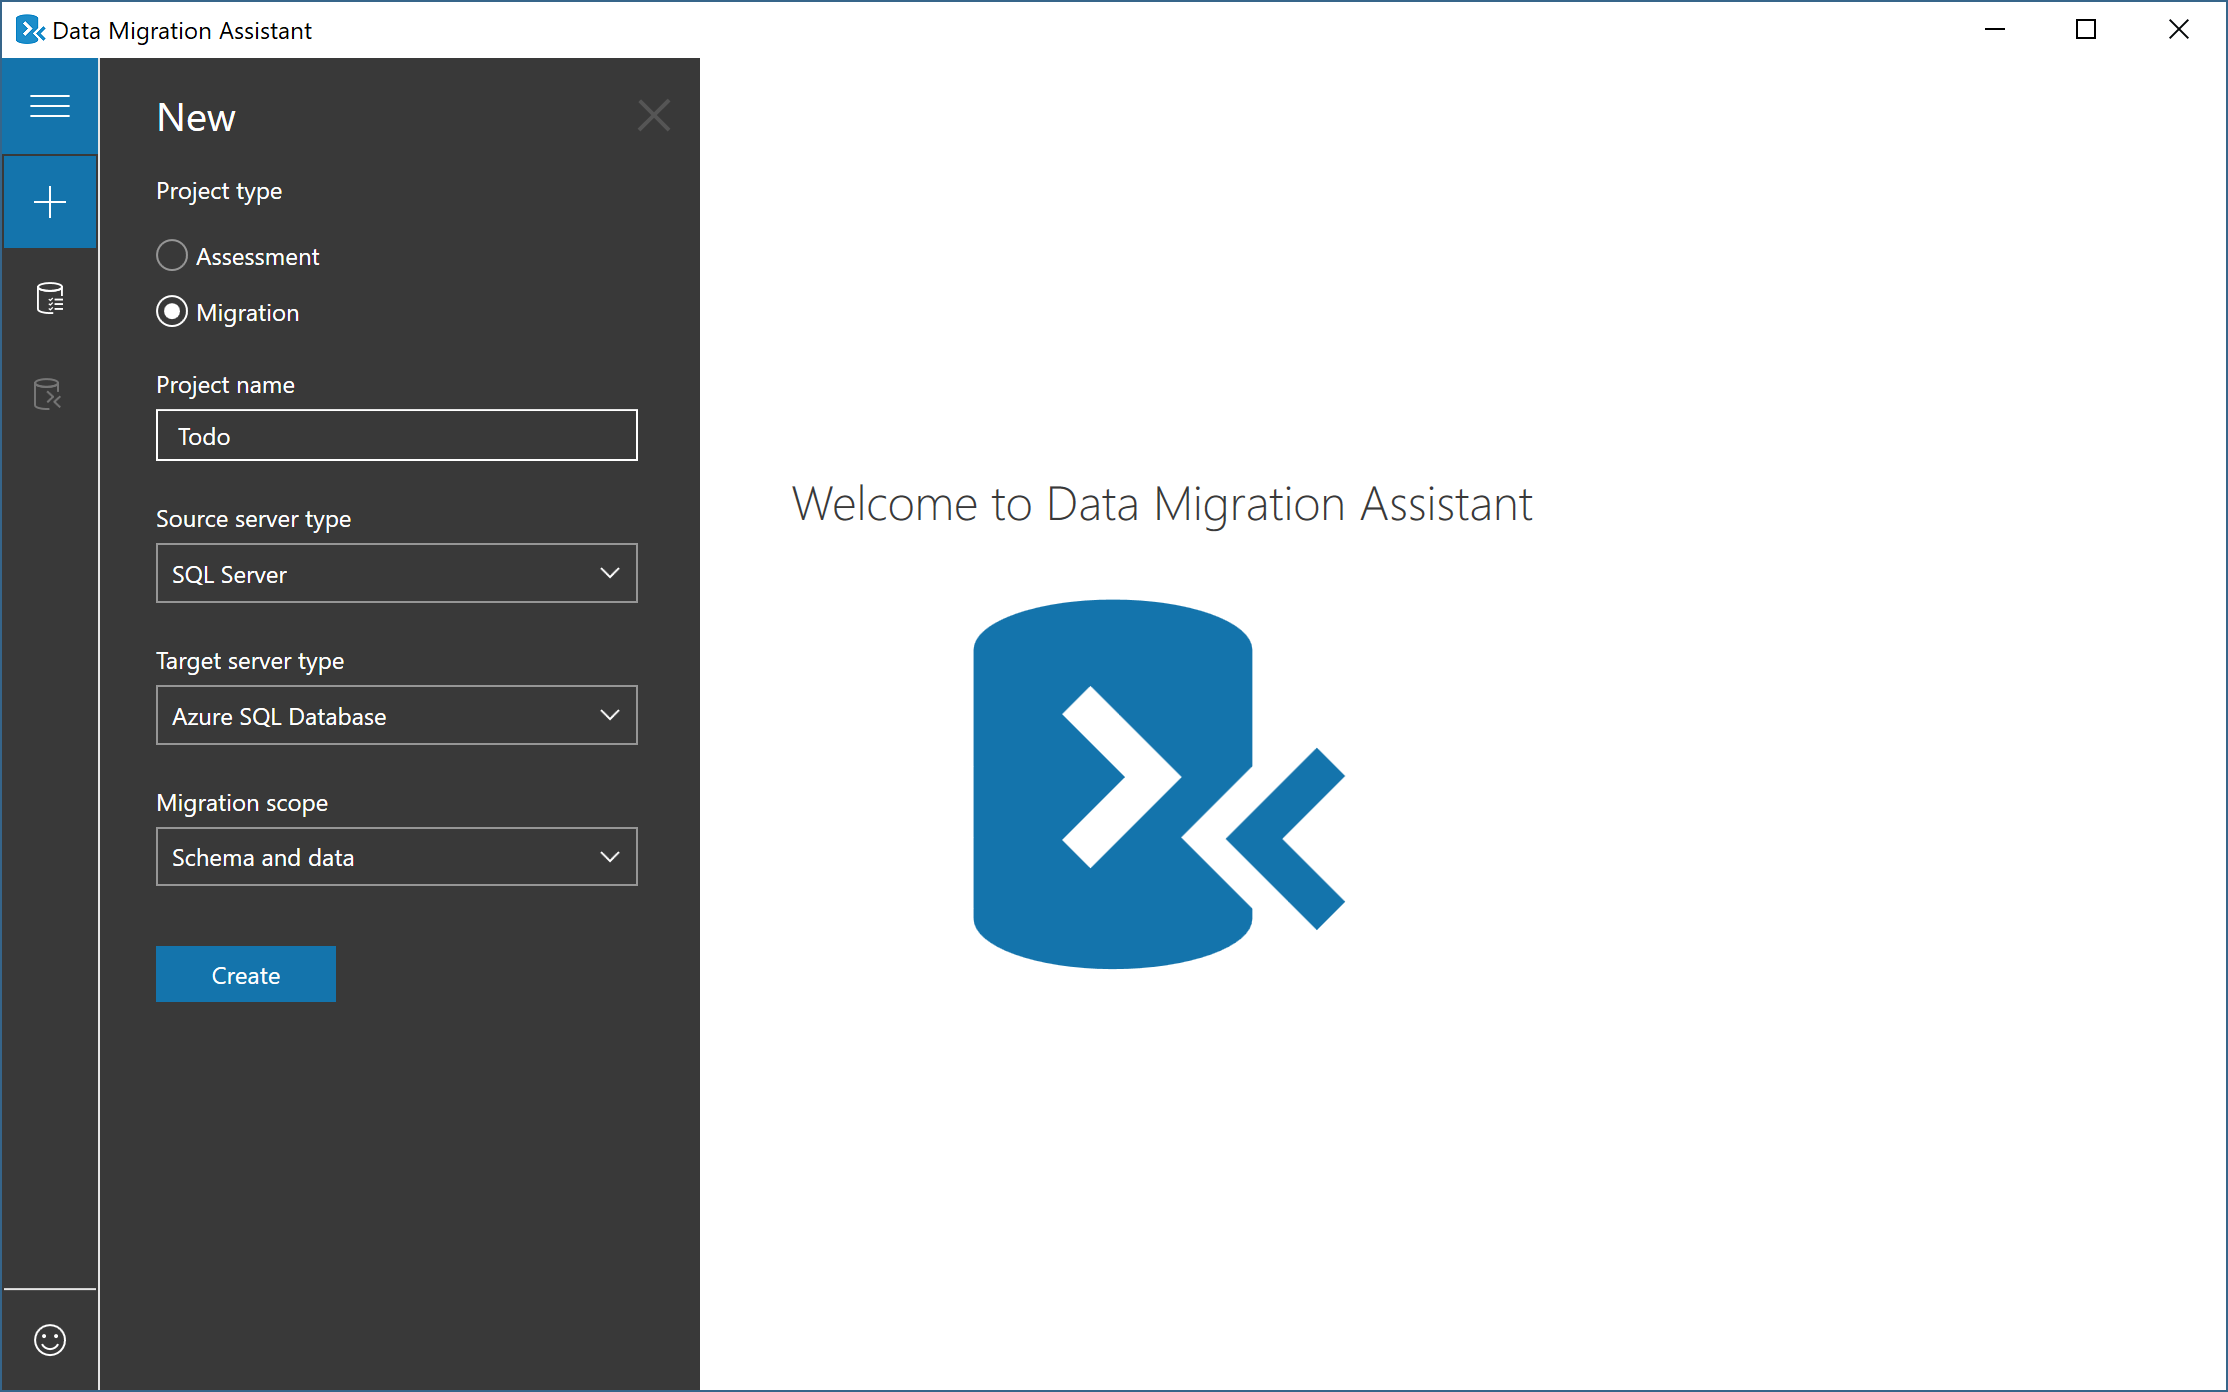 Data Migration Assistant
New
Project type
Assessment
Migration
Project name
Todo
Source server type
SQL Server
Target server type
Azure SQL Database
Migration scope
Schema and data
Create
Welcome to Data Migration Assistant